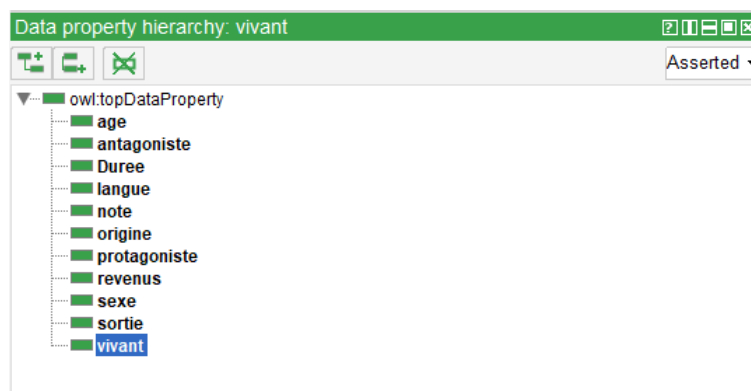 Data property hierarchy: vivant
Asserted
owl:topDataProperty
age
antagoniste
Duree
langue
note
origine
protagoniste
revenus
sexe
sortie
vivant